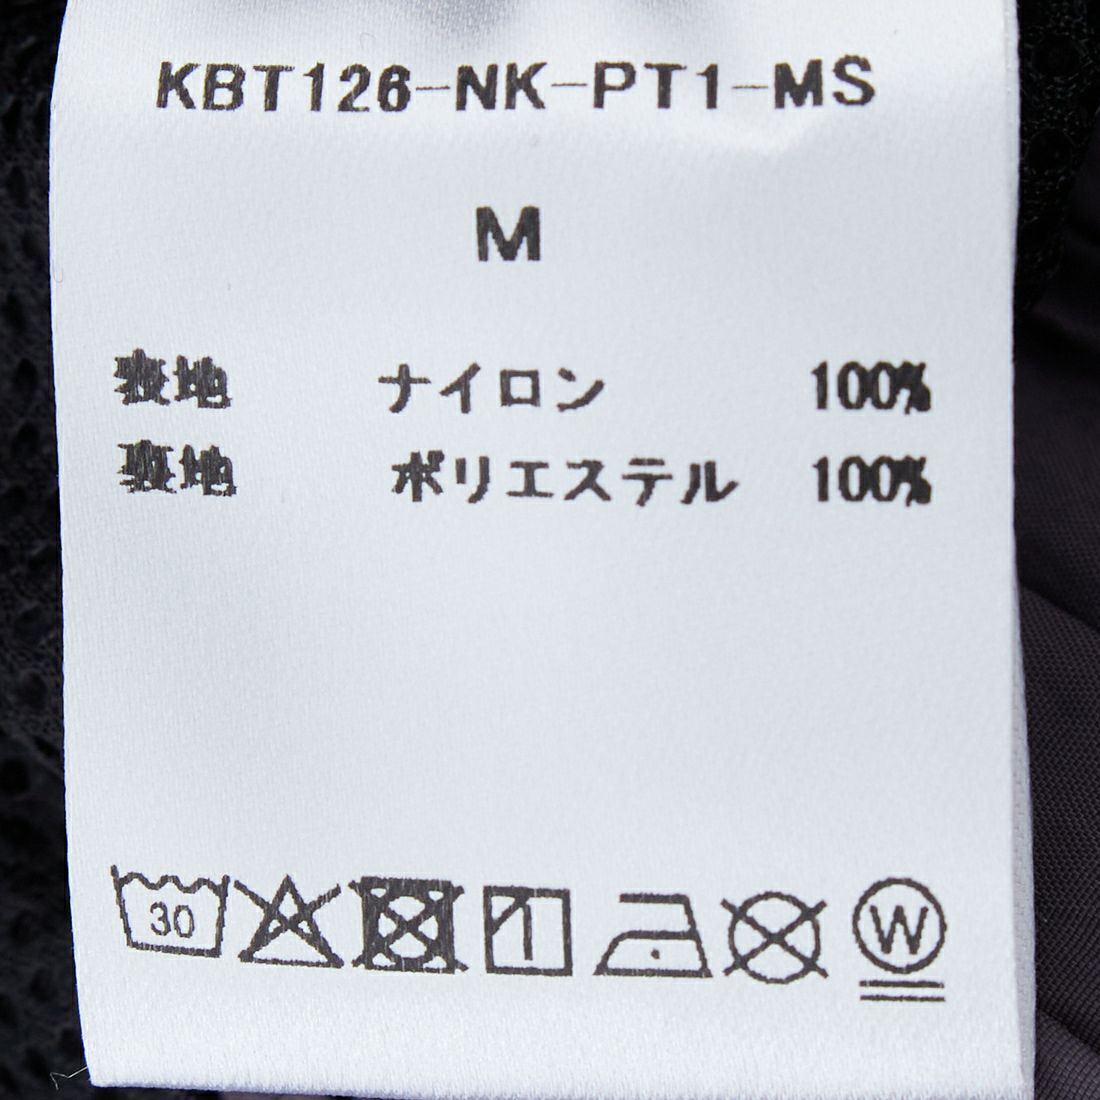 KBT126-NK-PT1-MS
M
表地 ナイロン 100%
裏地 ポリエステル 100%
30 W